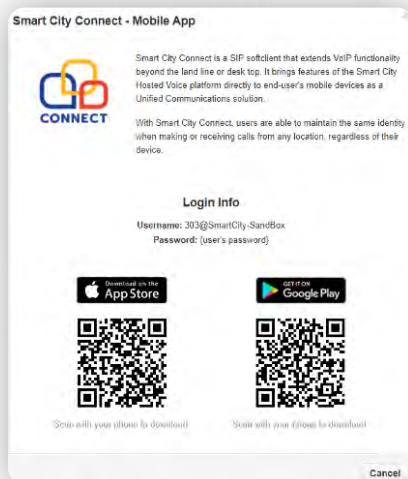 Smart City Connect - Mobile App
Smart City Connect is a SIP softclient that extends VoIP functionality
beyond the land line or desk top. It brings features of the Smart City
Hosted Voice platform directly to end-user's mobile devices as a
Unified Communications solution.
CONNECT
With Smart City Connect, users are able to maintain the same identity
when making or receiving calls from any location, regardless of their
device.
Login Info
Username: 303@SmartCity-SandBox
Password: {user's password}
Download on the
App Store
GET IT ON
Google Play
Scan with your phone to download
Scan with your phone to download
Cancel